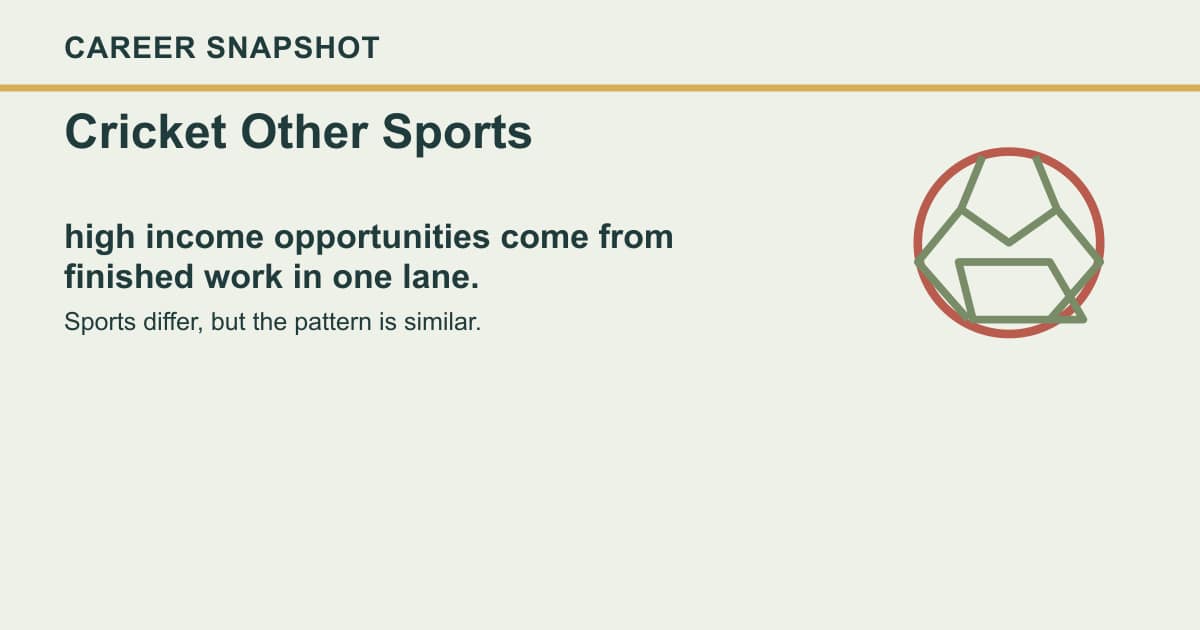 CAREER SNAPSHOT
Cricket Other Sports
high income opportunities come from
finished work in one lane.
Sports differ, but the pattern is similar.